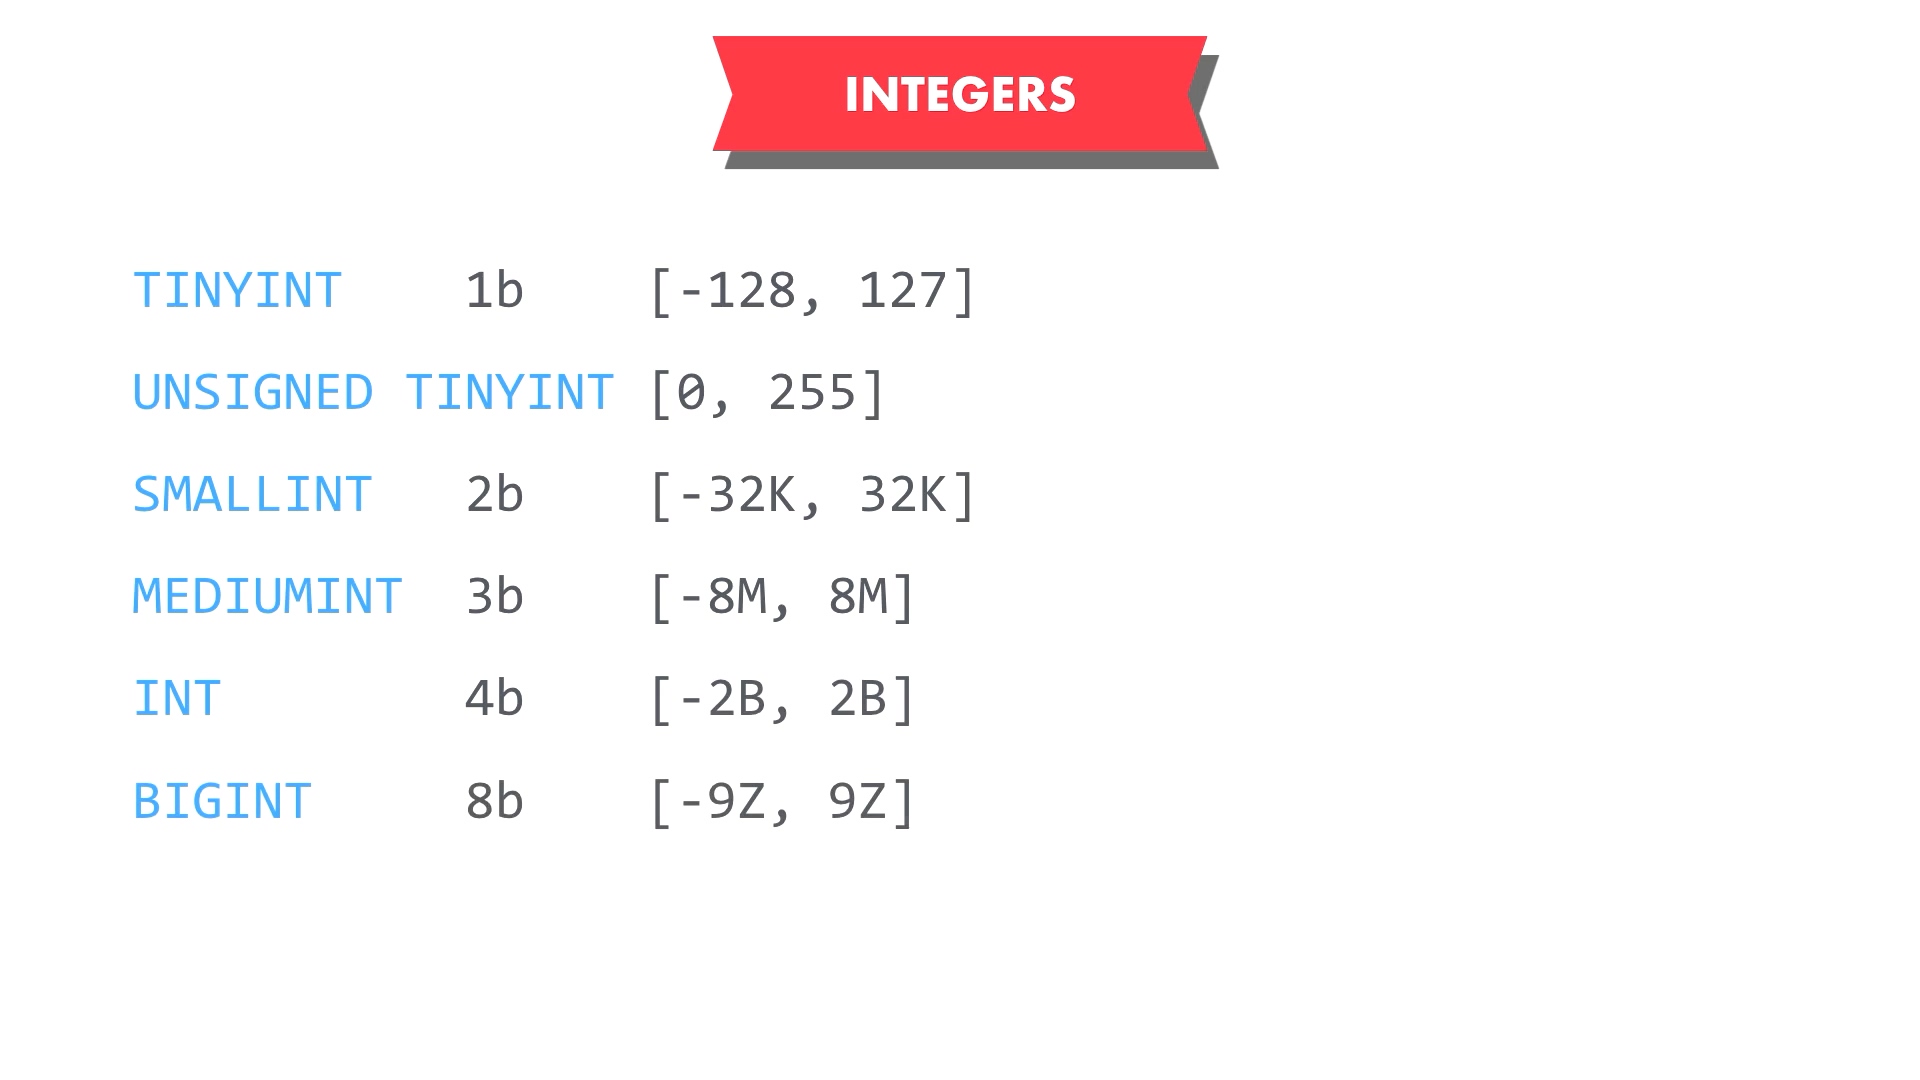 INTEGERS
TINYINT 1b [-128, 127]
UNSIGNED TINYINT [0, 255]
SMALLINT 2b [-32K, 32K]
MEDIUMINT 3b [-8M, 8M]
INT 4b [-2B, 2B]
BIGINT 8b [-9Z, 9Z]